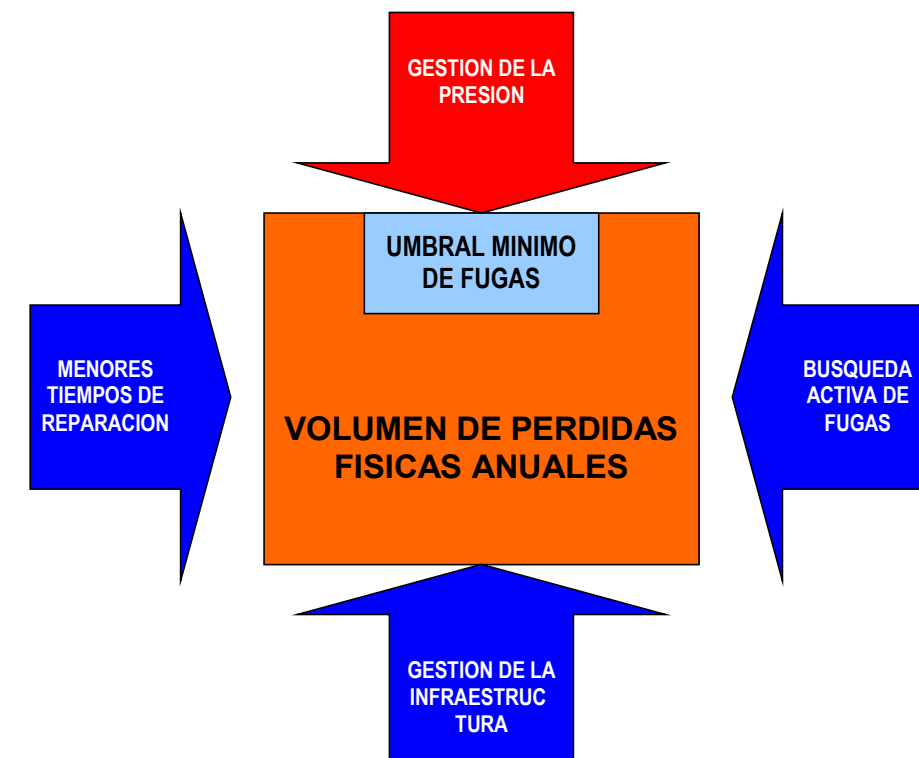 GESTION DE LA
PRESION
UMBRAL MINIMO
DE FUGAS
MENORES
TIEMPOS DE
REPARACION
VOLUMEN DE PERDIDAS
FISICAS ANUALES
BUSQUEDA
ACTIVA DE
FUGAS
GESTION DE LA
INFRAESTRUC
TURA